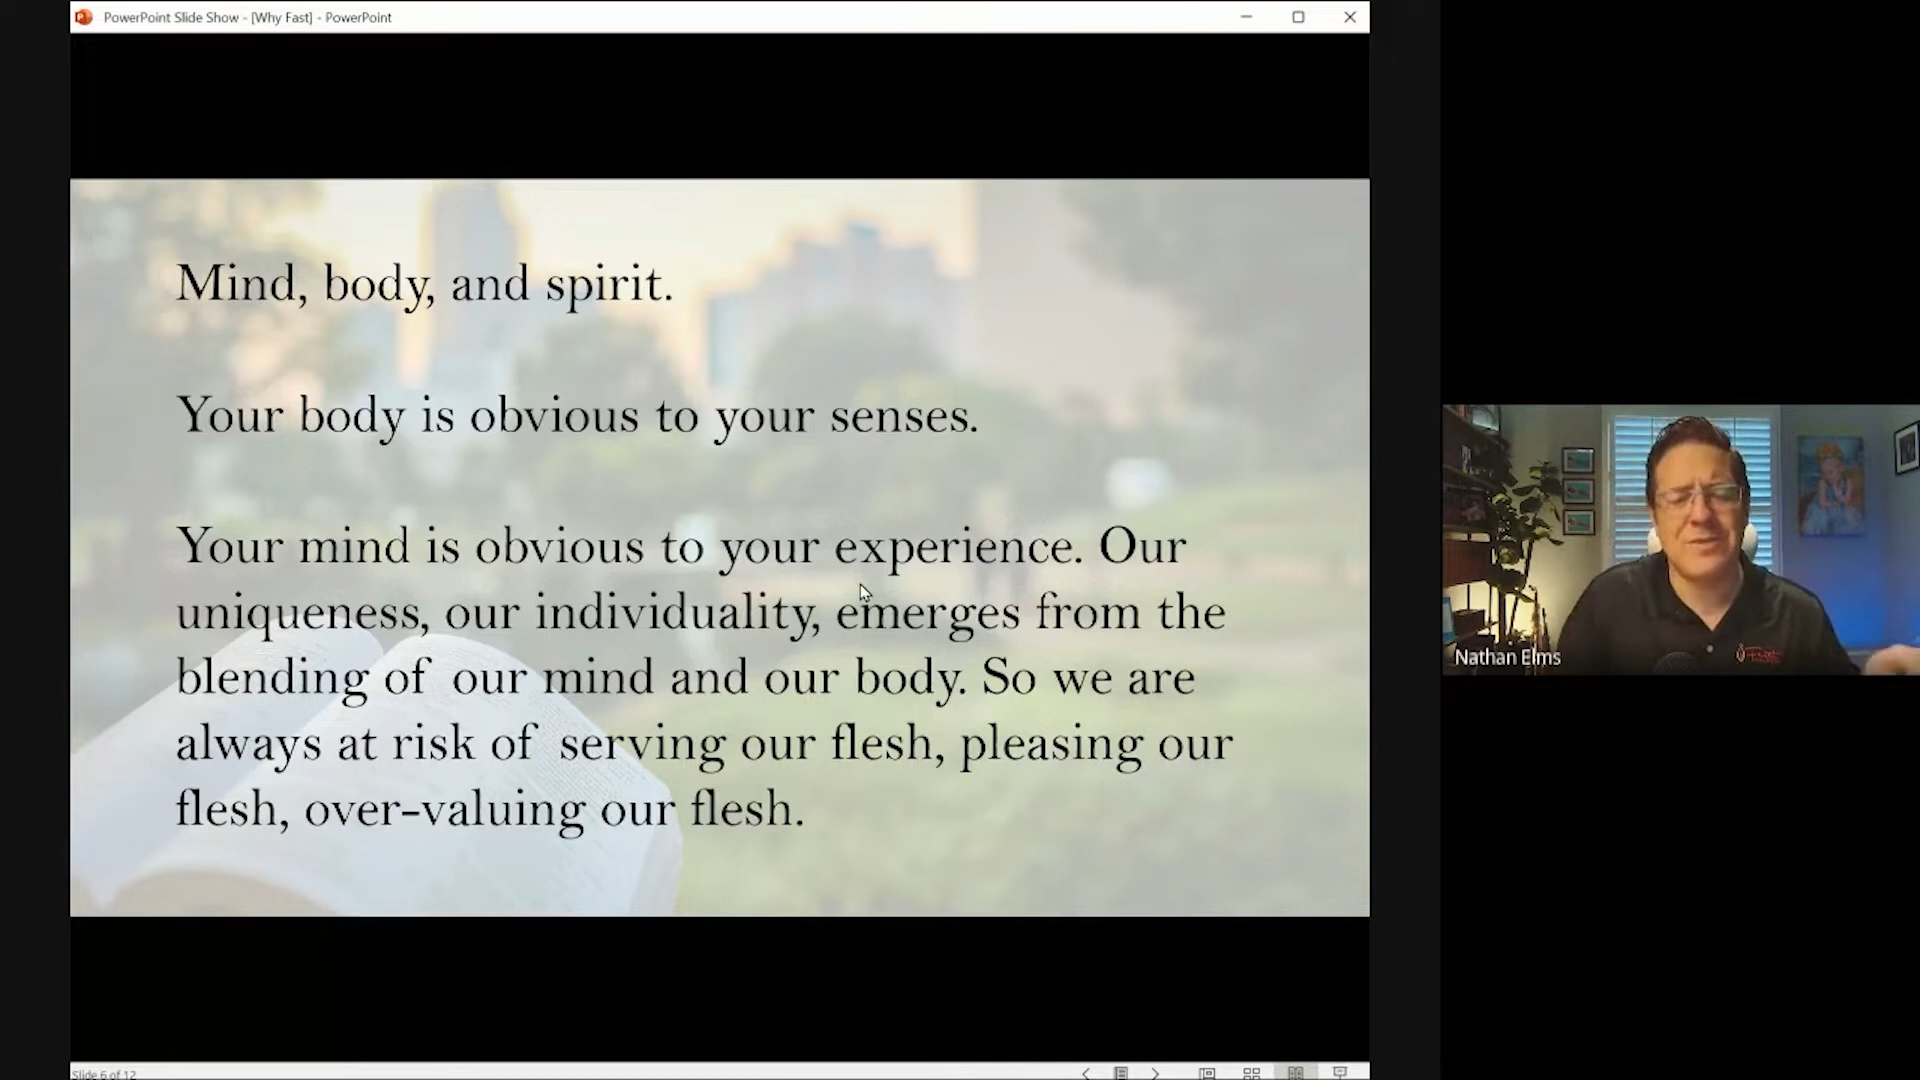 PowerPoint Slide Show - [Why Fast] - PowerPoint
Mind, body, and spirit.
Your body is obvious to your senses.
Your mind is obvious to your experience. Our
uniqueness, our individuality, emerges from the
blending of our mind and our body. So we are
always at risk of serving our flesh, pleasing our
flesh, over-valuing our flesh.
Nathan Elms
Slide 6 of 12